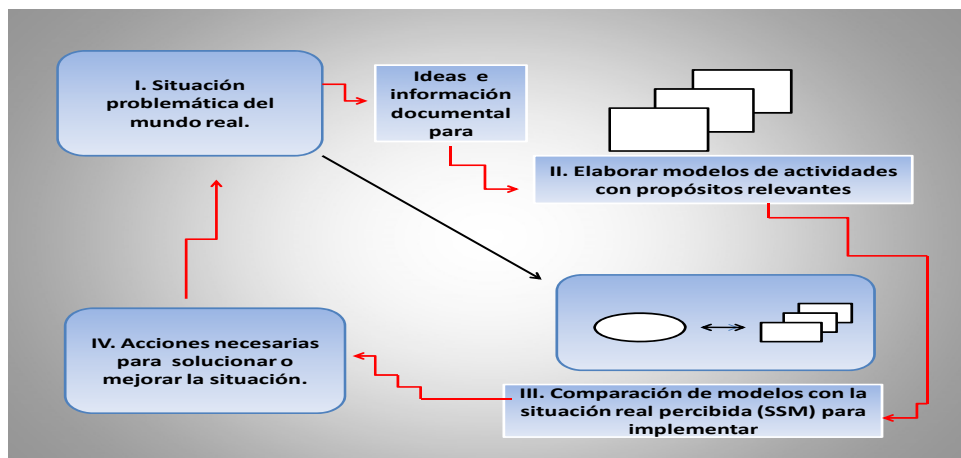 I. Situación
problemática del
mundo real.
Ideas e
información
documental
para
II. Elaborar modelos de actividades
con propósitos relevantes
III. Comparación de modelos con la
situación real percibida (SSM) para
implementar
IV. Acciones necesarias
para solucionar o
mejorar la situación.